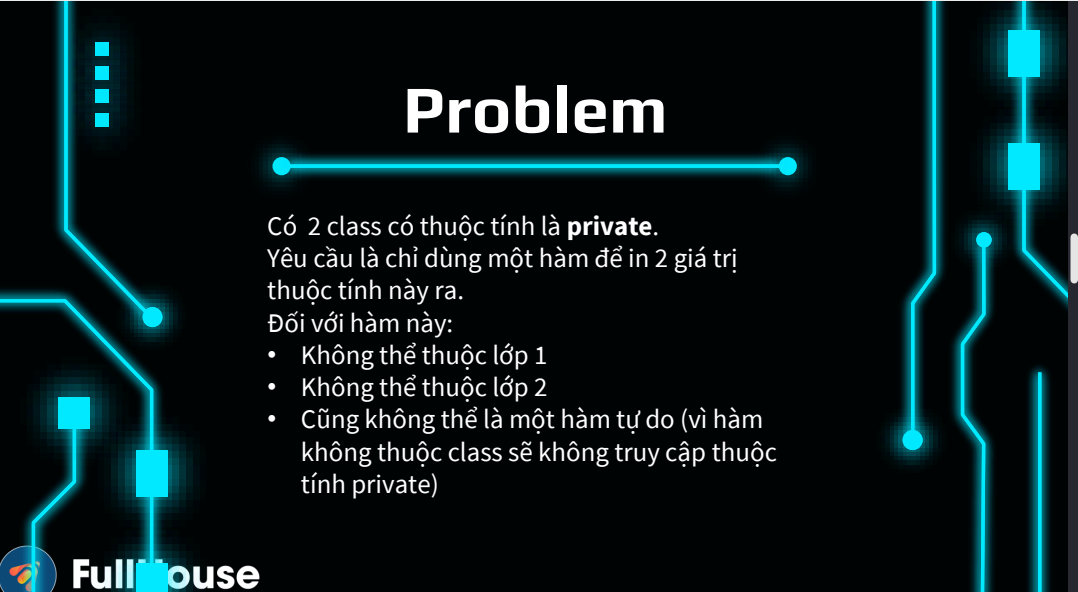 Problem
Có 2 class có thuộc tính là private.
Yêu cầu là chỉ dùng một hàm để in 2 giá trị
thuộc tính này ra.
Đối với hàm này:
• Không thể thuộc lớp 1
• Không thể thuộc lớp 2
• Cũng không thể là một hàm tự do (vì hàm
không thuộc class sẽ không truy cập thuộc
tính private)
FullHouse